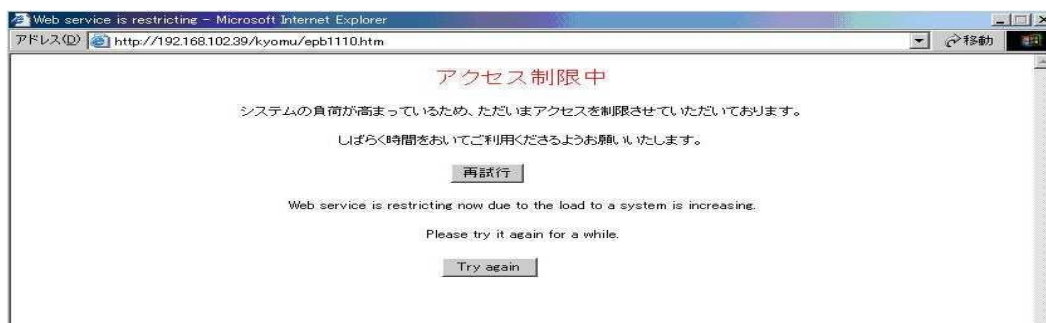 Web service is restricting - Microsoft Internet Explorer
アドレス(D) http://192.168.102.39/kyomu/epb1110.htm 移動
アクセス制限中
システムの負荷が高まっているため、ただいまアクセスを制限させていただいております。
しばらく時間をおいてご利用くださるようお願いいたします。
再試行
Web service is restricting now due to the load to a system is increasing.
Please try it again for a while.
Try again